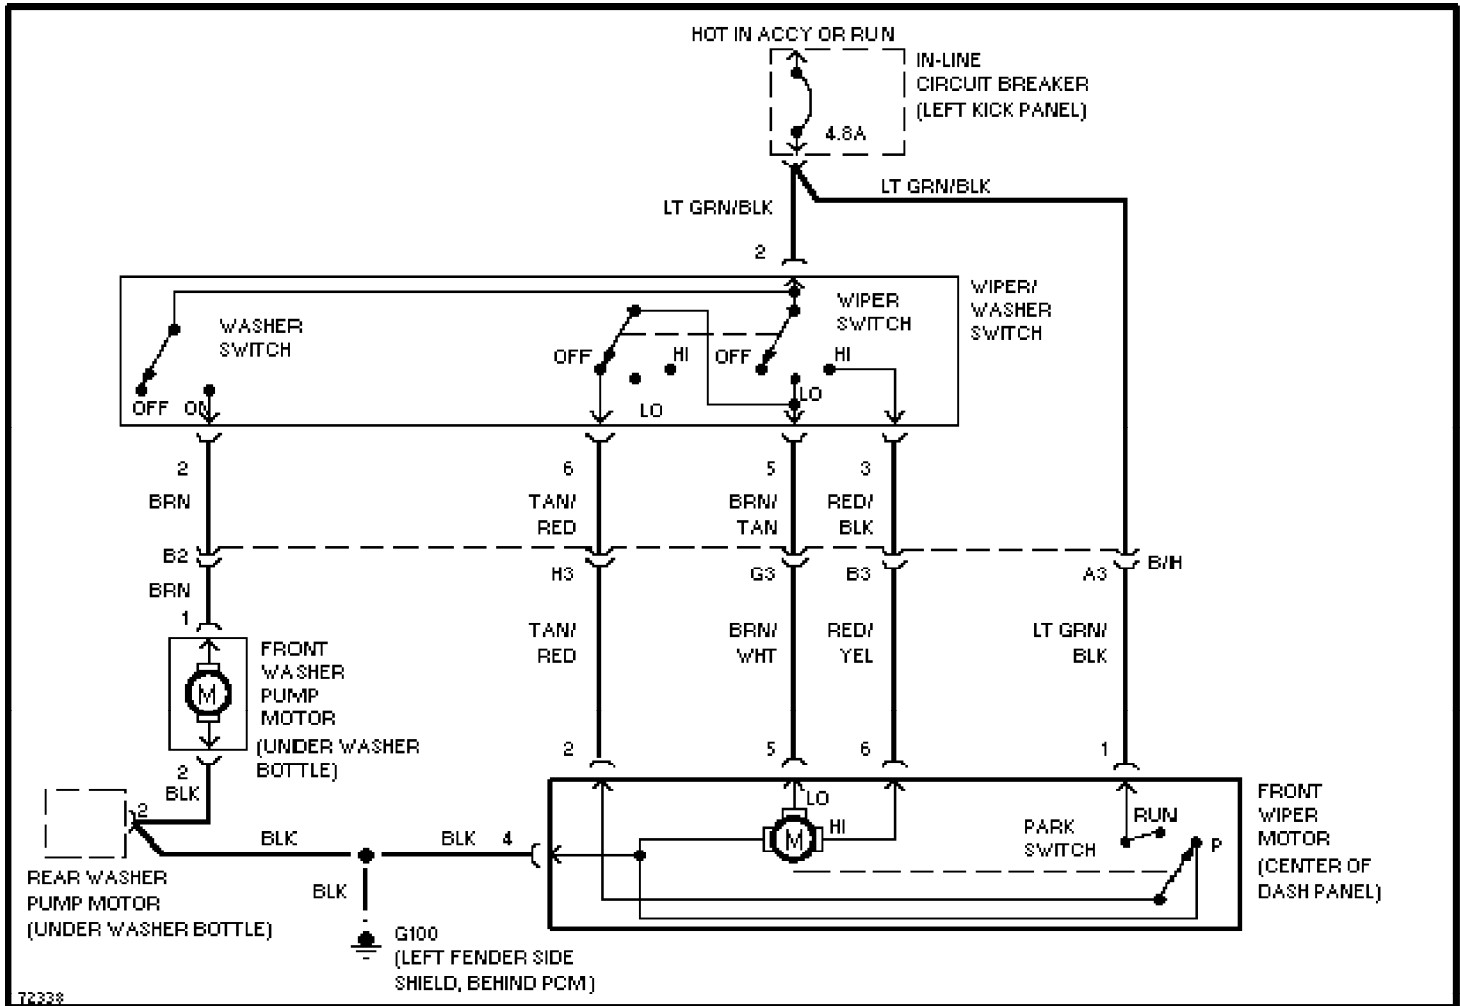 HOT IN ACCY OR RUN
IN-LINE
CIRCUIT BREAKER
(LEFT KICK PANEL)
4.8A
LT GRN/BLK
LT GRN/BLK
2
WIPER/
WASHER
SWITCH
WIPER
SWITCH
WASHER
SWITCH
OFF
HI
OFF
HI
LO
LO
OFF
ON
2
6
5
3
BRN
TAN/
RED
BRN/
TAN
RED/
BLK
B2
H3
G3
B3
A3
B/H
BRN
1
TAN/
RED
BRN/
WHT
RED/
YEL
LT GRN/
BLK
FRONT
WASHER
PUMP
MOTOR
(UNDER WASHER
BOTTLE)
M
2
5
6
1
2
BLK
2
LO
HI
M
RUN
P
PARK
SWITCH
FRONT
WIPER
MOTOR
(CENTER OF
DASH PANEL)
BLK
BLK
4
BLK
REAR WASHER
PUMP MOTOR
(UNDER WASHER BOTTLE)
G100
(LEFT FENDER SIDE
SHIELD, BEHIND PCM)
72338